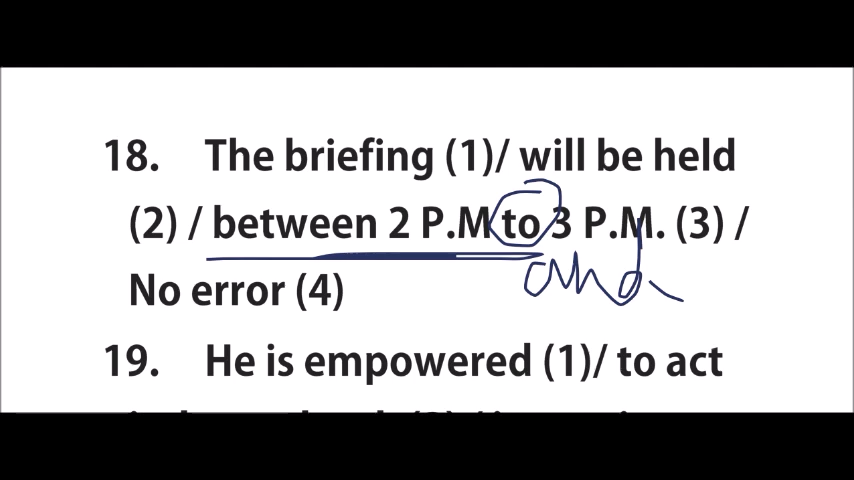 18. The briefing (1)/ will be held
(2) / between 2 P.M to 3 P.M. (3) /
and
No error (4)
19. He is empowered (1)/ to act